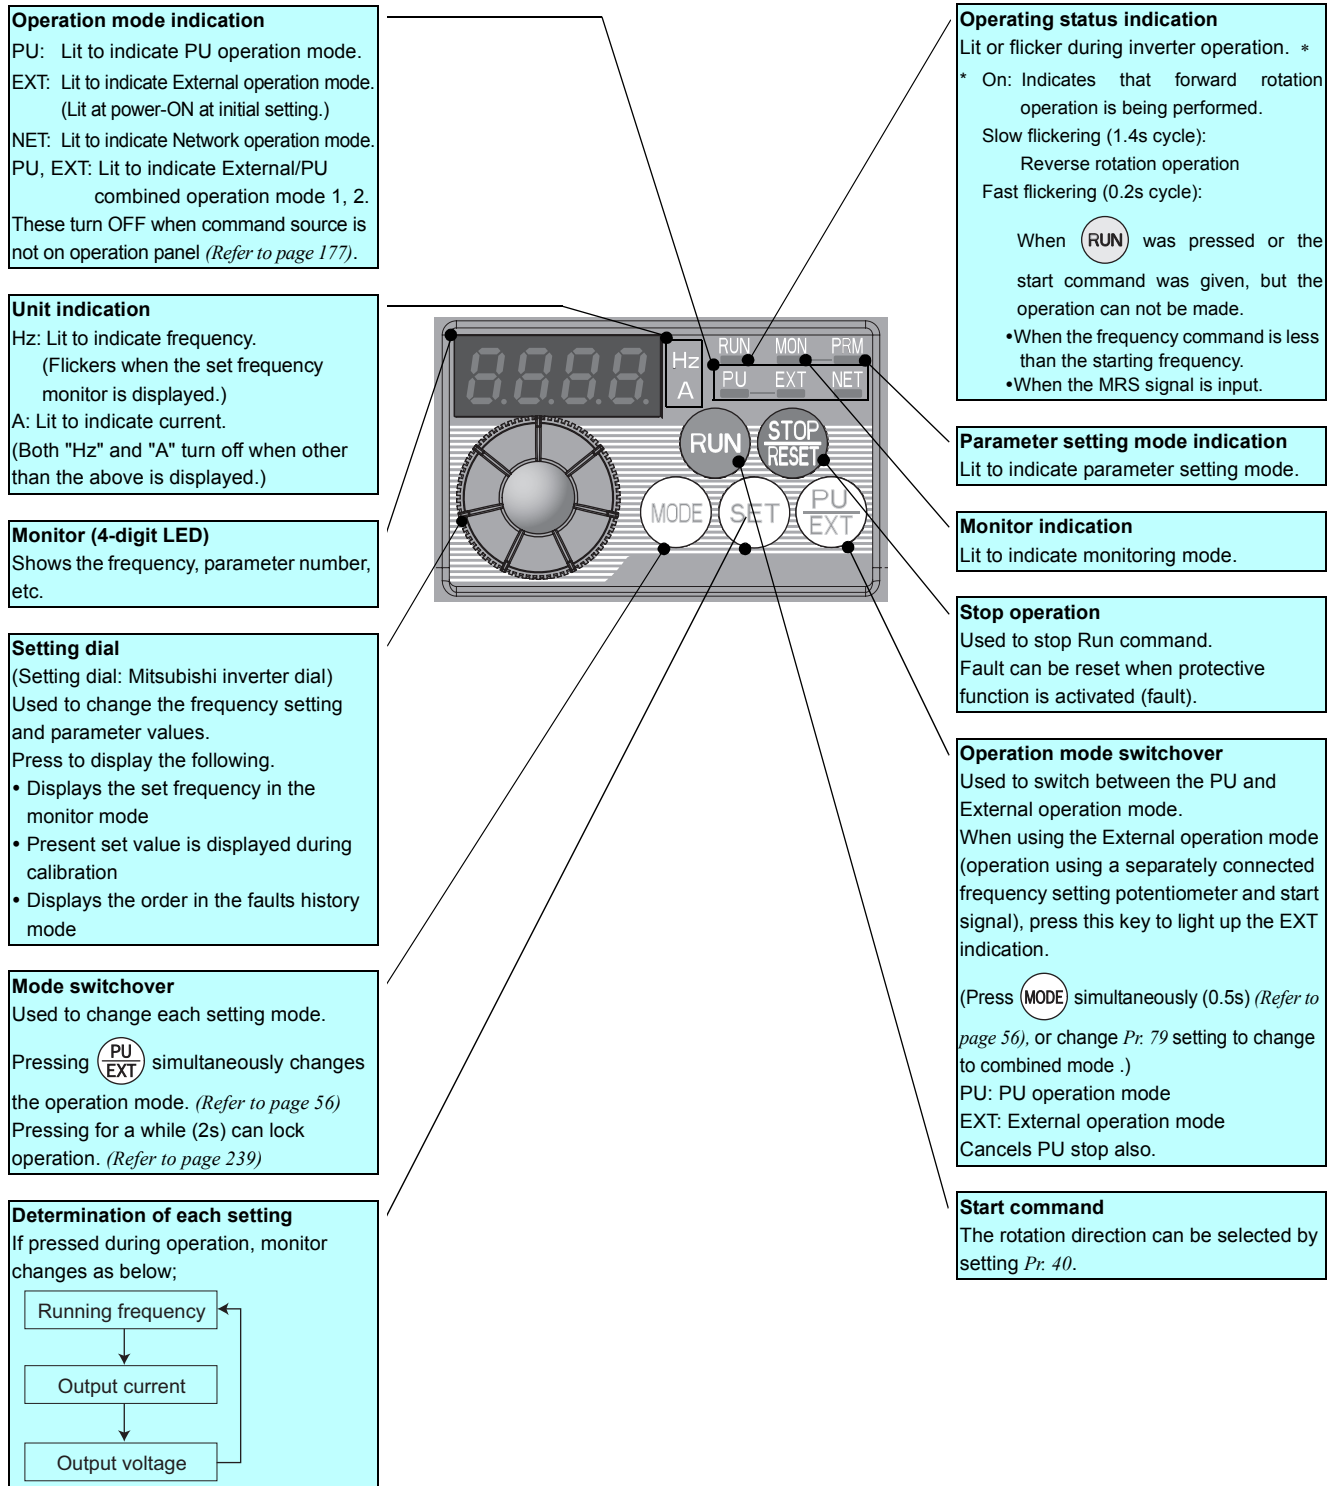 Operation mode indication
PU: Lit to indicate PU operation mode.
EXT: Lit to indicate External operation mode.
(Lit at power-ON at initial setting.)
NET: Lit to indicate Network operation mode.
PU, EXT: Lit to indicate External/PU
combined operation mode 1, 2.
These turn OFF when command source is
not on operation panel (Refer to page 177).
Unit indication
Hz: Lit to indicate frequency.
(Flickers when the set frequency
monitor is displayed.)
A: Lit to indicate current.
(Both "Hz" and "A" turn off when other
than the above is displayed.)
Monitor (4-digit LED)
Shows the frequency, parameter number,
etc.
Setting dial
(Setting dial: Mitsubishi inverter dial)
Used to change the frequency setting
and parameter values.
Press to display the following.
• Displays the set frequency in the
monitor mode
• Present set value is displayed during
calibration
• Displays the order in the faults history
mode
Mode switchover
Used to change each setting mode.
Pressing PU/EXT simultaneously changes
the operation mode. (Refer to page 56)
Pressing for a while (2s) can lock
operation. (Refer to page 239)
Determination of each setting
If pressed during operation, monitor
changes as below;
Running frequency
Output current
Output voltage
8.8.8.8.
Hz
A
RUN MON PRM
PU EXT NET
RUN
STOP
RESET
MODE
SET
PU
EXT
Operating status indication
Lit or flicker during inverter operation. *
* On: Indicates that forward rotation
operation is being performed.
Slow flickering (1.4s cycle):
Reverse rotation operation
Fast flickering (0.2s cycle):
When RUN was pressed or the
start command was given, but the
operation can not be made.
•When the frequency command is less
than the starting frequency.
•When the MRS signal is input.
Parameter setting mode indication
Lit to indicate parameter setting mode.
Monitor indication
Lit to indicate monitoring mode.
Stop operation
Used to stop Run command.
Fault can be reset when protective
function is activated (fault).
Operation mode switchover
Used to switch between the PU and
External operation mode.
When using the External operation mode
(operation using a separately connected
frequency setting potentiometer and start
signal), press this key to light up the EXT
indication.
(Press MODE simultaneously (0.5s) (Refer to
page 56), or change Pr. 79 setting to change
to combined mode .)
PU: PU operation mode
EXT: External operation mode
Cancels PU stop also.
Start command
The rotation direction can be selected by
setting Pr. 40.